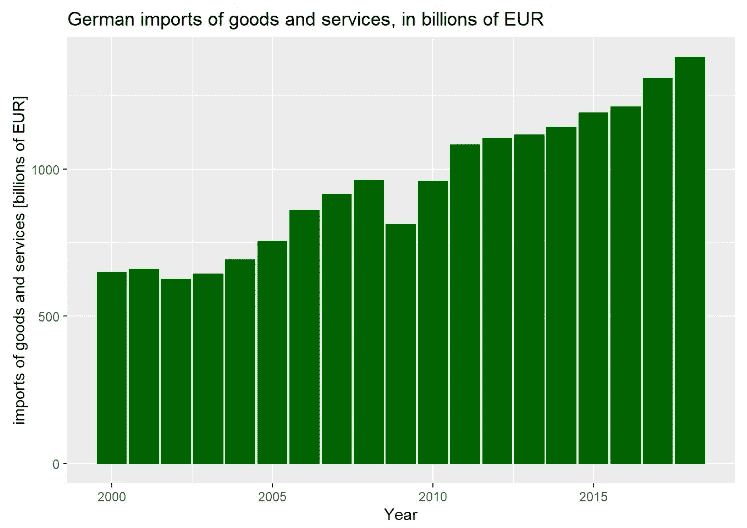 German imports of goods and services, in billions of EUR
imports of goods and services [billions of EUR]
1000
500
0
2000 2005 2010 2015
Year